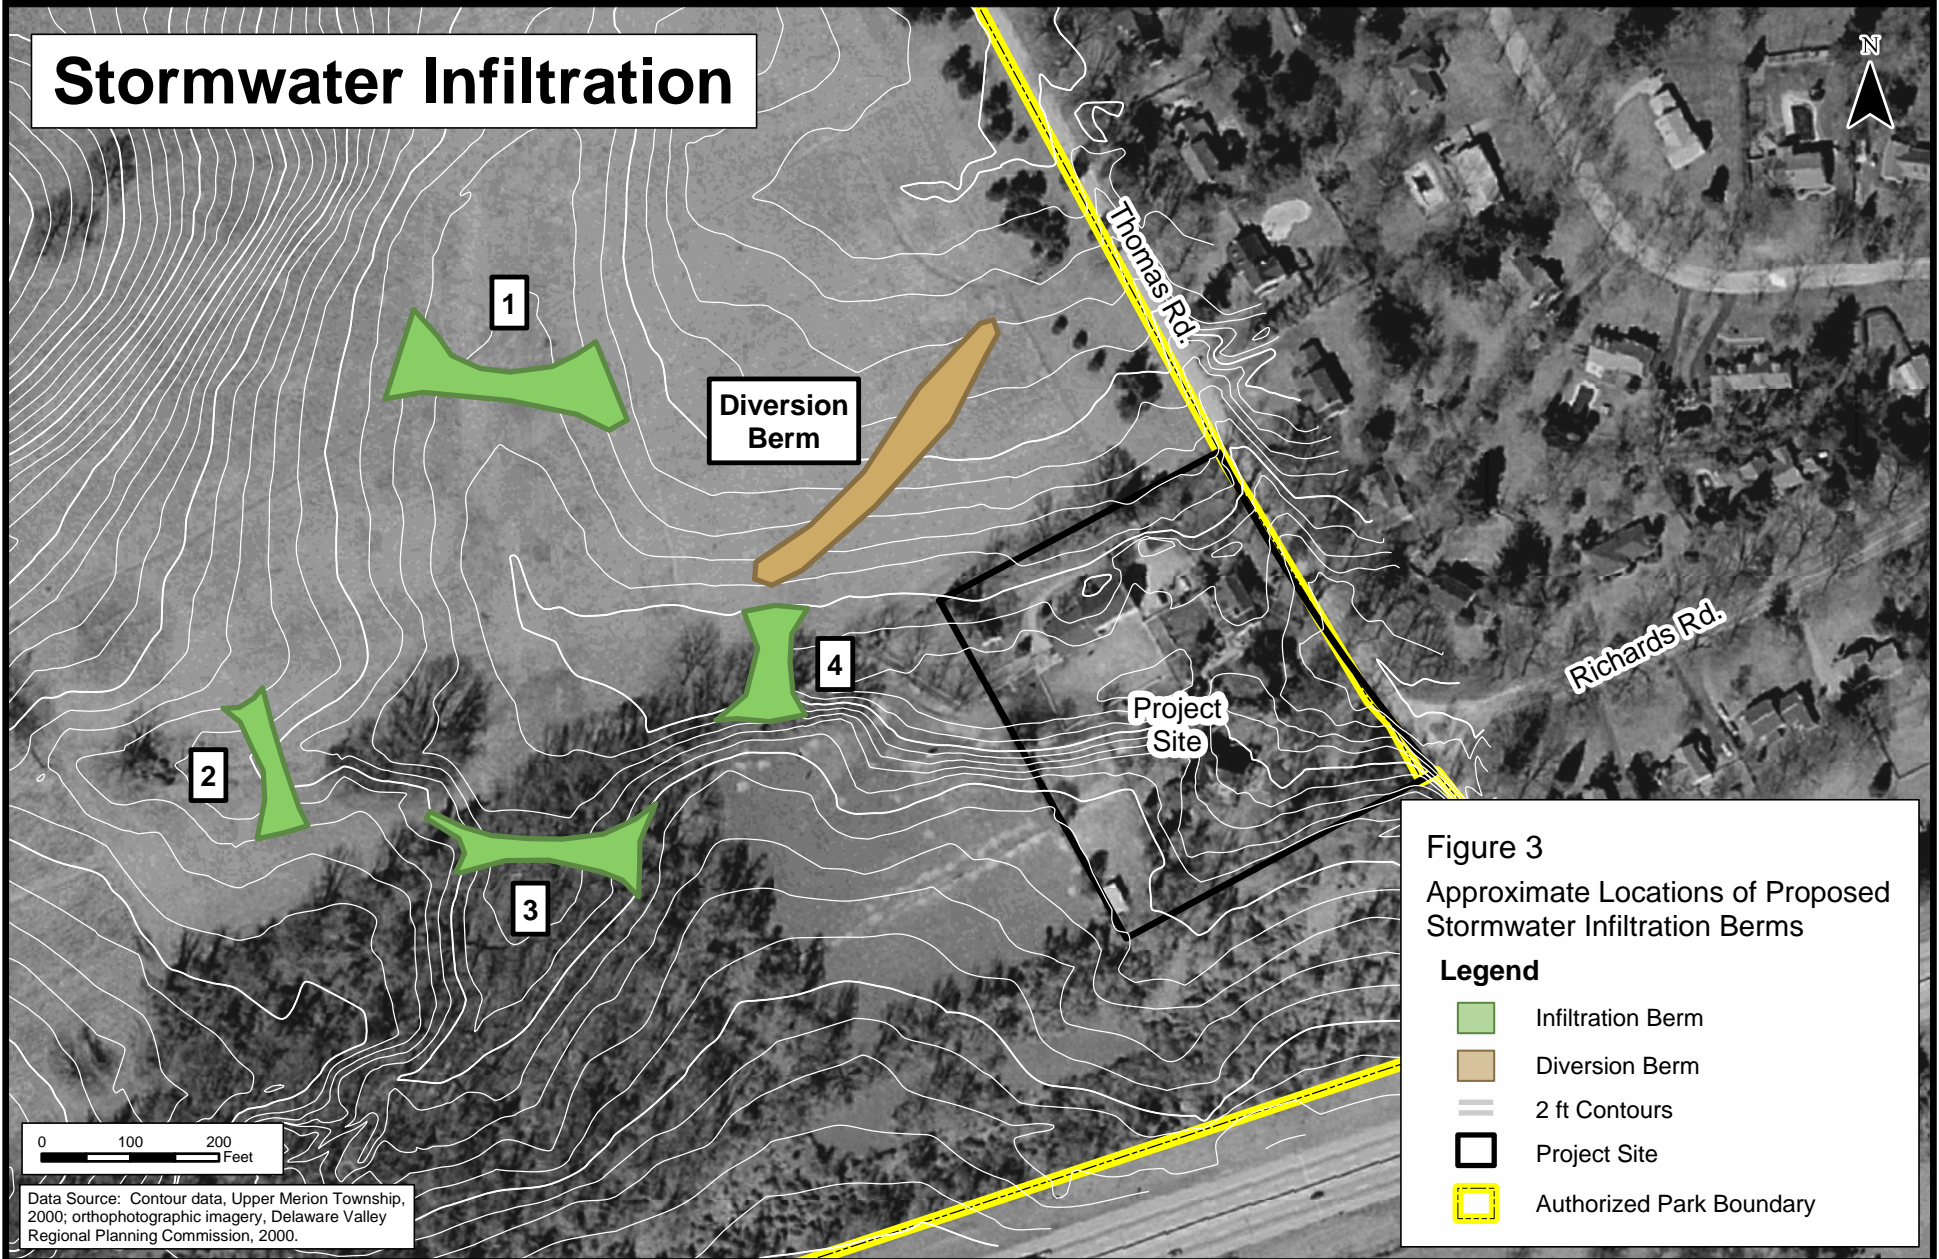 Stormwater Infiltration
N
Thomas Rd.
1
Diversion
Berm
4
Richards Rd.
Project
Site
2
3
Figure 3
Approximate Locations of Proposed
Stormwater Infiltration Berms
Legend
Infiltration Berm
Diversion Berm
2 ft Contours
Project Site
Authorized Park Boundary
0 100 200
Feet
Data Source: Contour data, Upper Merion Township,
2000; orthophotographic imagery, Delaware Valley
Regional Planning Commission, 2000.